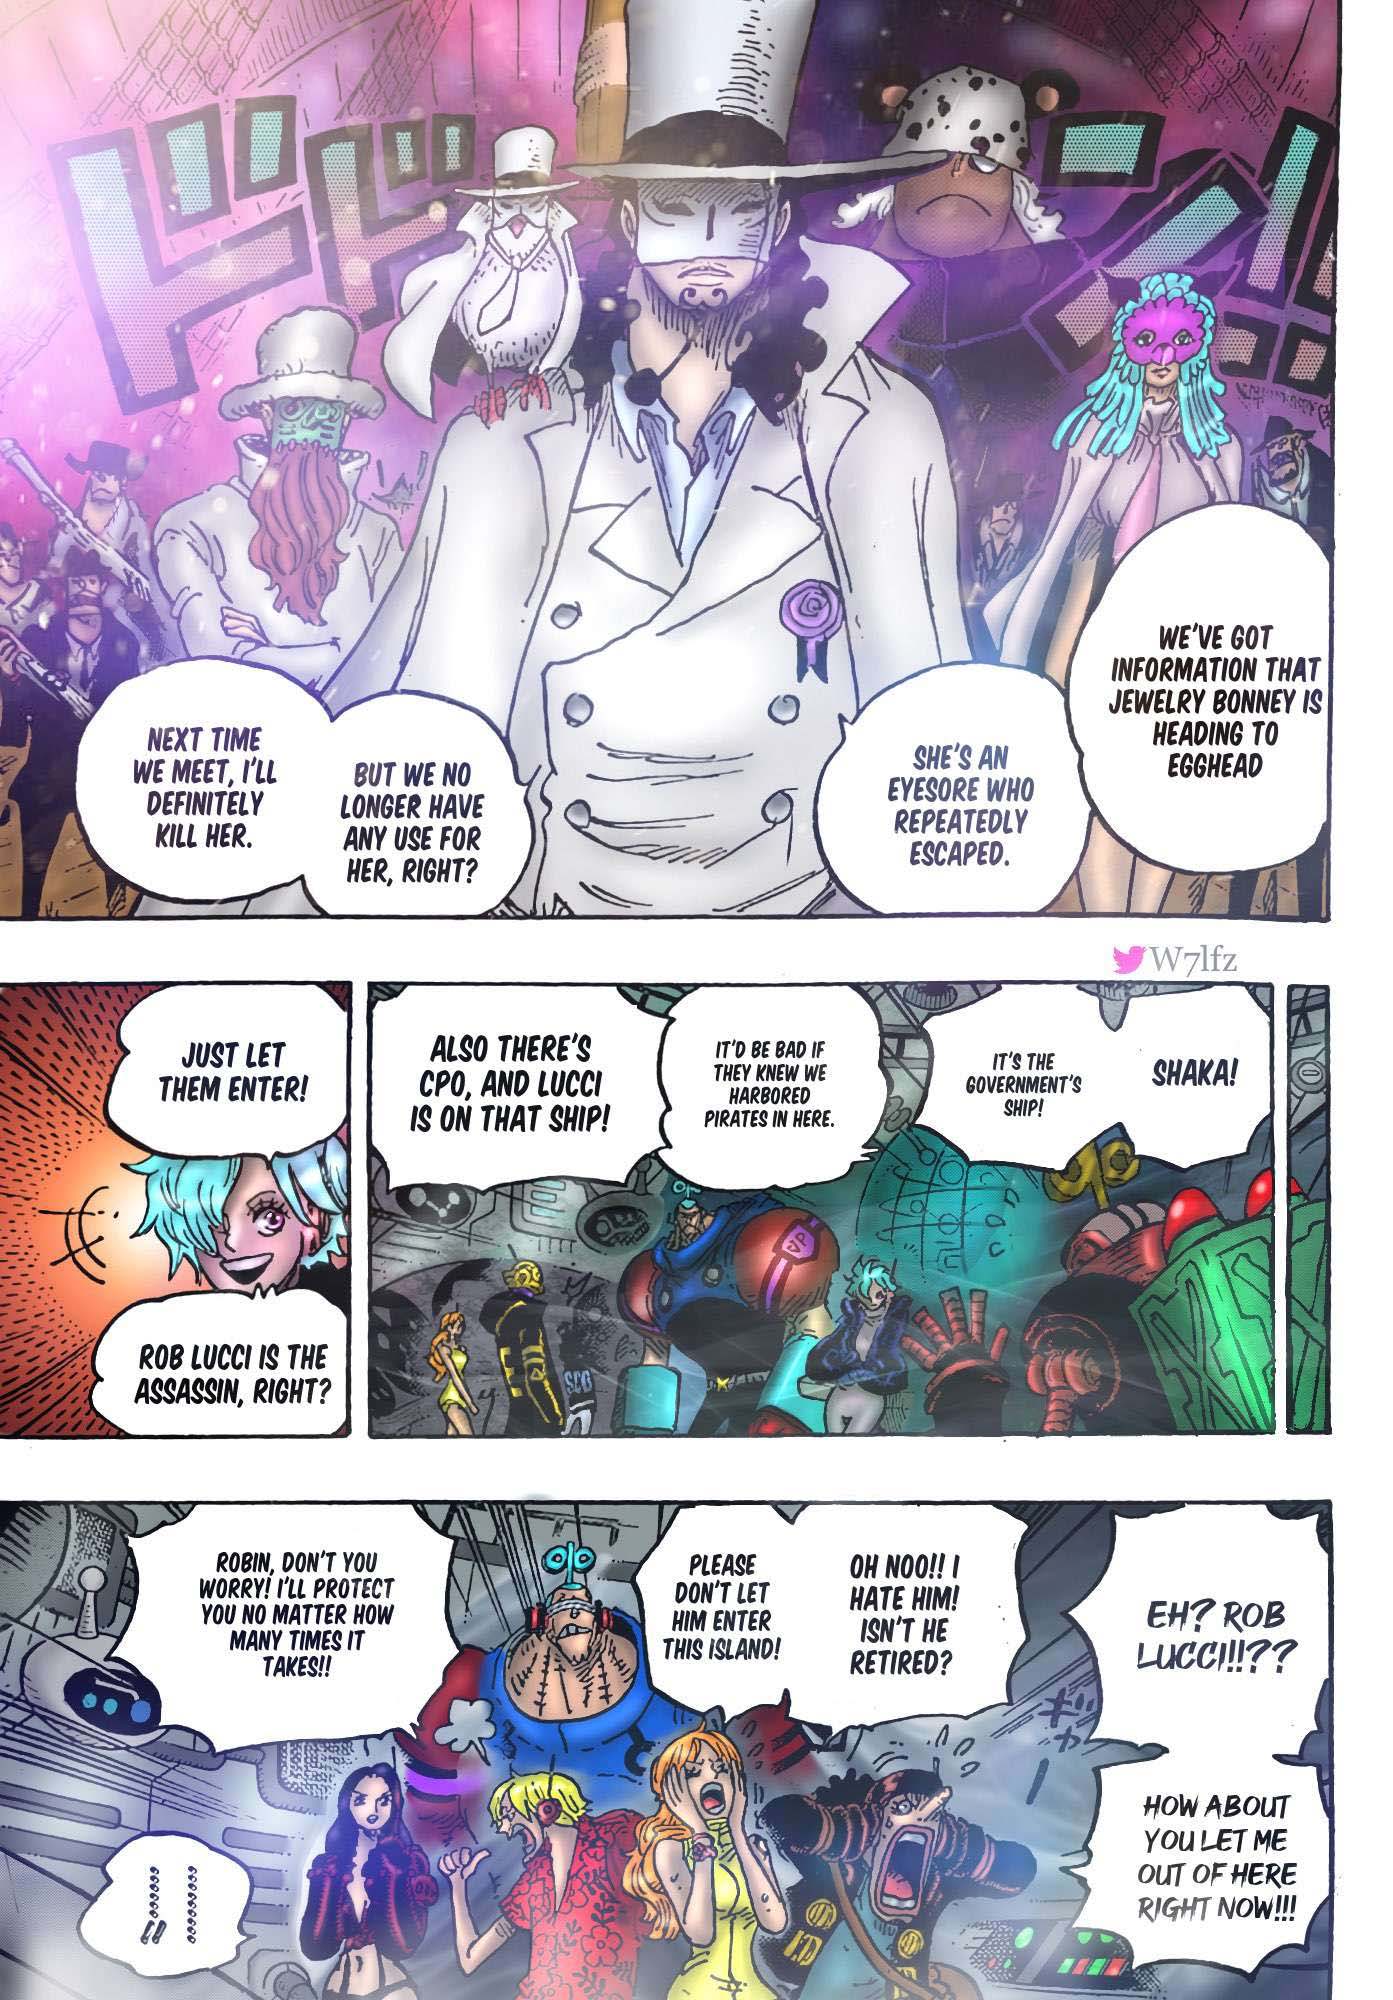 ドドド
WE'VE GOT
INFORMATION THAT
JEWELRY BONNEY IS
HEADING TO
EGGHEAD
SHE'S AN
EYESORE WHO
REPEATEDLY
ESCAPED.
BUT WE NO
LONGER HAVE
ANY USE FOR
HER, RIGHT?
NEXT TIME
WE MEET, I'LL
DEFINITELY
KILL HER.
W7lfz
SHAKA!
IT'S THE
GOVERNMENT'S
SHIP!
IT'D BE BAD IF
THEY KNEW WE
HARBORED
PIRATES IN HERE.
ALSO THERE'S
CP0, AND LUCCI
IS ON THAT SHIP!
JUST LET
THEM ENTER!
ROB LUCCI IS THE
ASSASSIN, RIGHT?
EH? ROB
LUCCI!!!??
HOW ABOUT
YOU LET ME
OUT OF HERE
RIGHT NOW!!!
OH NOO!! I
HATE HIM!
ISN'T HE
RETIRED?
PLEASE
DON'T LET
HIM ENTER
THIS ISLAND!
ROBIN, DON'T YOU
WORRY! I'LL PROTECT
YOU NO MATTER HOW
MANY TIMES IT
TAKES!!